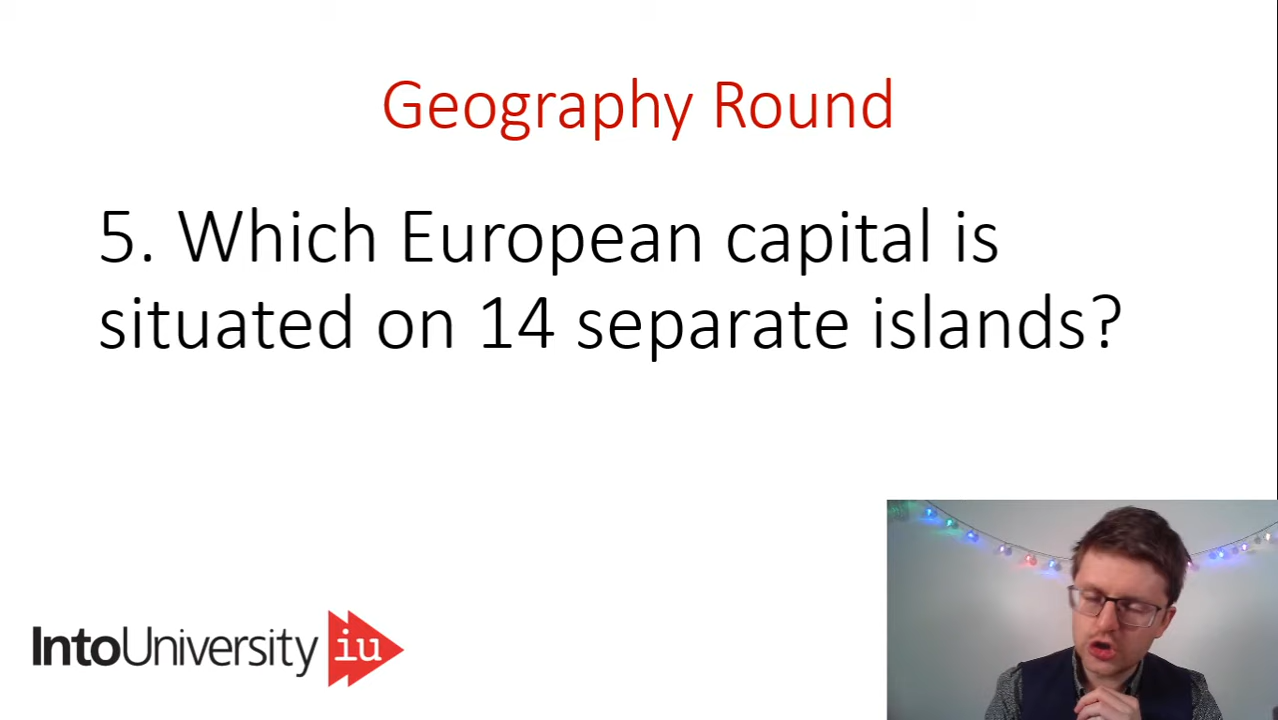 Geography Round
5. Which European capital is
situated on 14 separate islands?
IntoUniversity iu